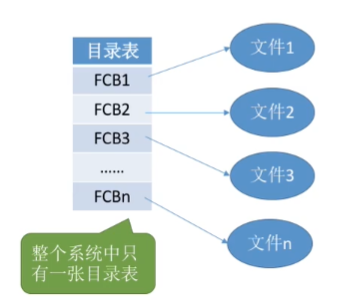 目录表
FCB1
FCB2
FCB3
......
FCBn
文件1
文件2
文件3
文件n
整个系统中只
有一张目录表